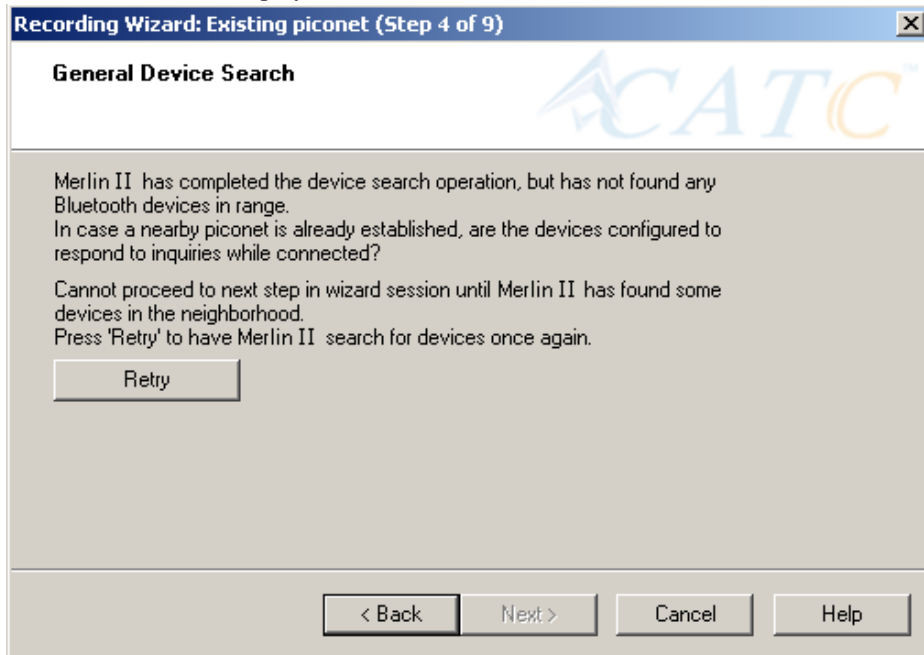 Recording Wizard: Existing piconet (Step 4 of 9)
General Device Search
CATC
Merlin II has completed the device search operation, but has not found any
Bluetooth devices in range.
In case a nearby piconet is already established, are the devices configured to
respond to inquiries while connected?
Cannot proceed to next step in wizard session until Merlin II has found some
devices in the neighborhood.
Press 'Retry' to have Merlin II search for devices once again.
Retry
< Back Next > Cancel Help